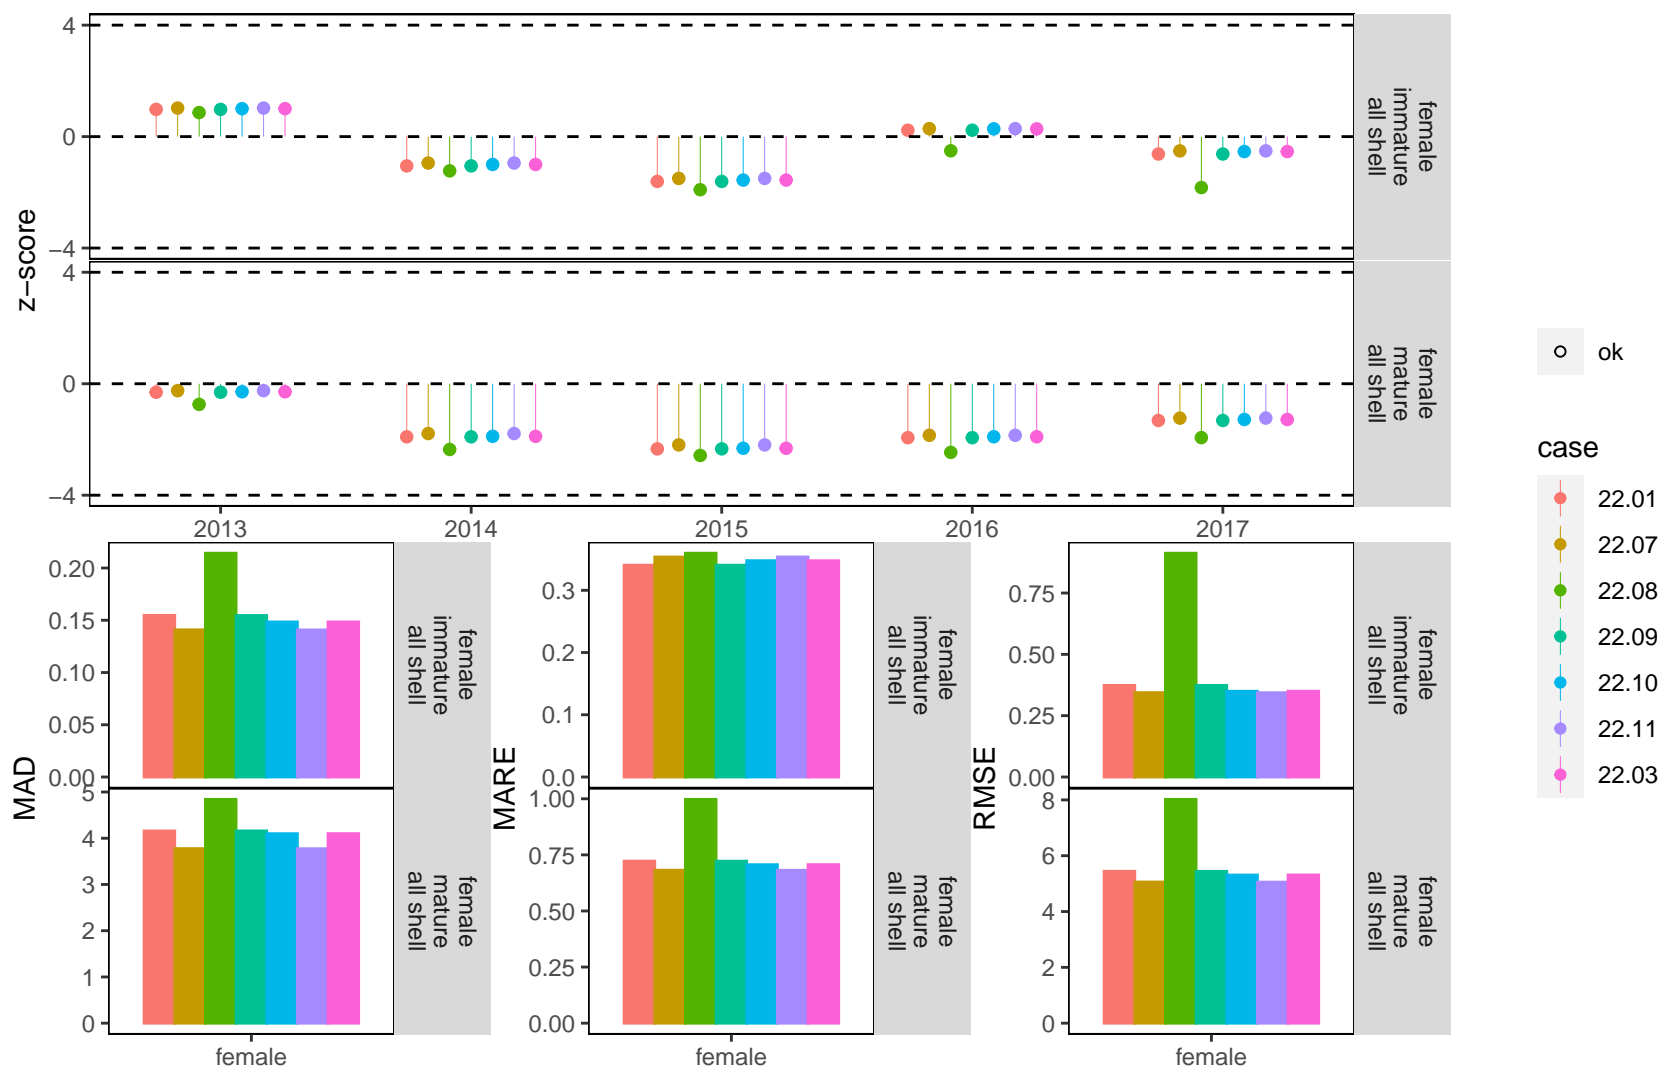 4
0
−4
female
immature
all shell
z−score
4
0
−4
female
mature
all shell
2013
2014
2015
2016
2017
ok
case
22.01
22.07
22.08
22.09
22.10
22.11
22.03
MAD
0.20
0.15
0.10
0.05
0.00
female
immature
all shell
5
4
3
2
1
0
female
mature
all shell
female
MARE
0.3
0.2
0.1
0.0
female
immature
all shell
1.00
0.75
0.50
0.25
0.00
female
mature
all shell
female
RMSE
0.75
0.50
0.25
0.00
female
immature
all shell
8
6
4
2
0
female
mature
all shell
female